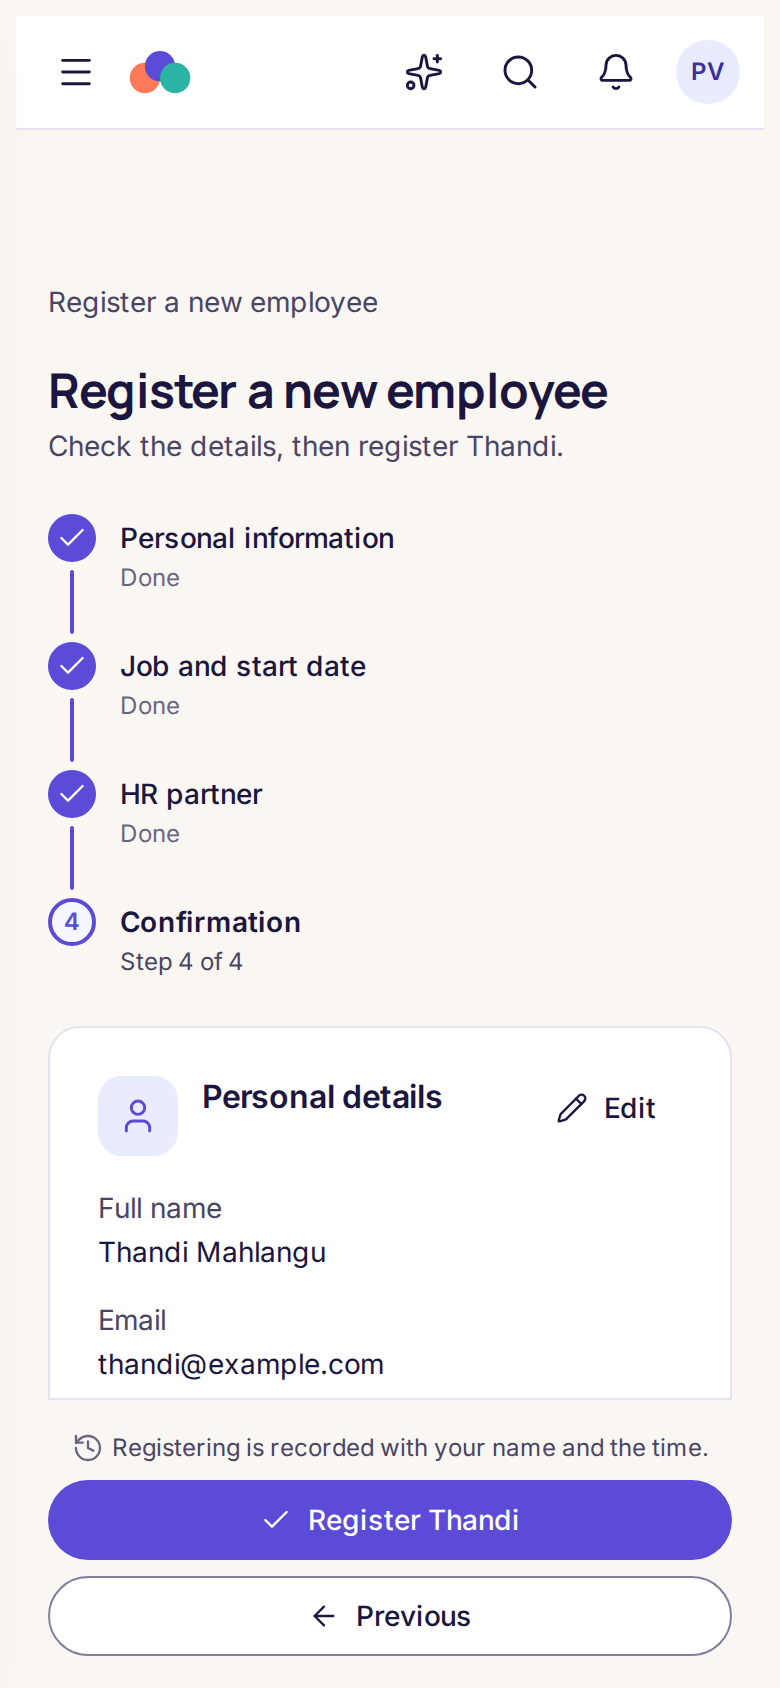 PV
Register a new employee
Register a new employee
Check the details, then register Thandi.
Personal information
Done
Job and start date
Done
HR partner
Done
4
Confirmation
Step 4 of 4
Personal details
Edit
Full name
Thandi Mahlangu
Email
thandi@example.com
Registering is recorded with your name and the time.
Register Thandi
Previous